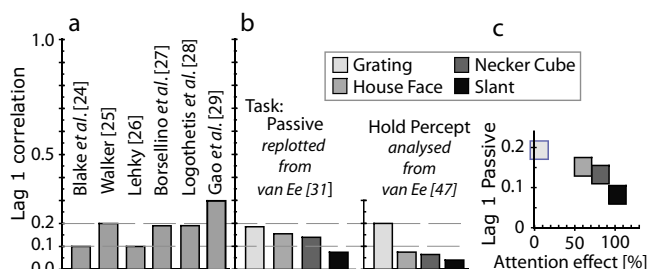 a
b
c
1.0
0.5
0.2
0.1
0.0
Lag 1 correlation
Blake et al.[24]
Walker [25]
Lehky [26]
Borsellino et al. [27]
Logothetis et al. [28]
Gao et al. [29]
Grating
Necker Cube
House Face
Slant
Task:
Passive
replotted
from
van Ee [31]
Hold Percept
analysed
from
van Ee [47]
Lag 1 Passive
0.2
0.1
0
0
50
100
Attention effect [%]